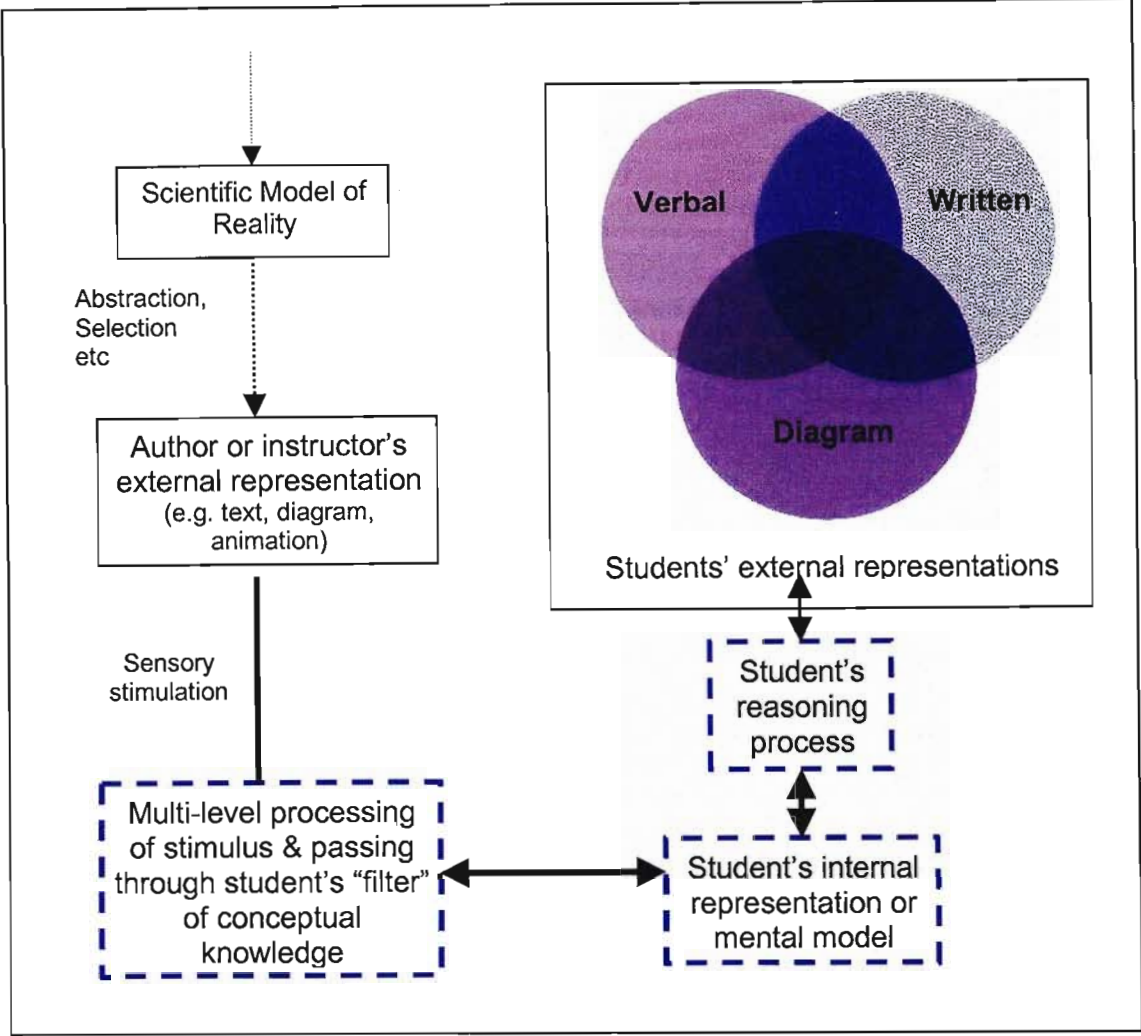 Scientific Model of
Reality
Abstraction,
Selection
etc
Author or instructor's
external representation
(e.g. text, diagram,
animation)
Sensory
stimulation
Multi-level processing
of stimulus & passing
through student's “filter”
of conceptual
knowledge
Verbal
Written
Diagram
Students' external representations
Student's
reasoning
process
Student's internal
representation or
mental model